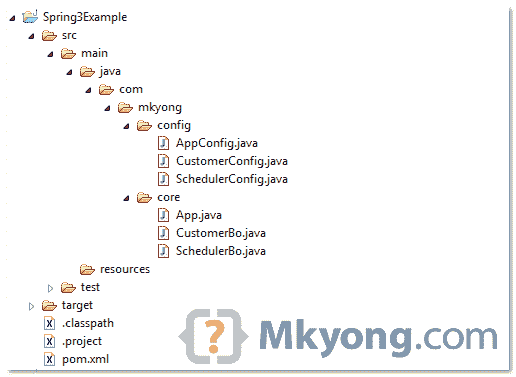 Spring3Example
src
main
java
com
mkyong
config
AppConfig.java
CustomerConfig.java
SchedulerConfig.java
core
App.java
CustomerBo.java
SchedulerBo.java
resources
test
target
.classpath
.project
pom.xml
{?} Mkyong.com